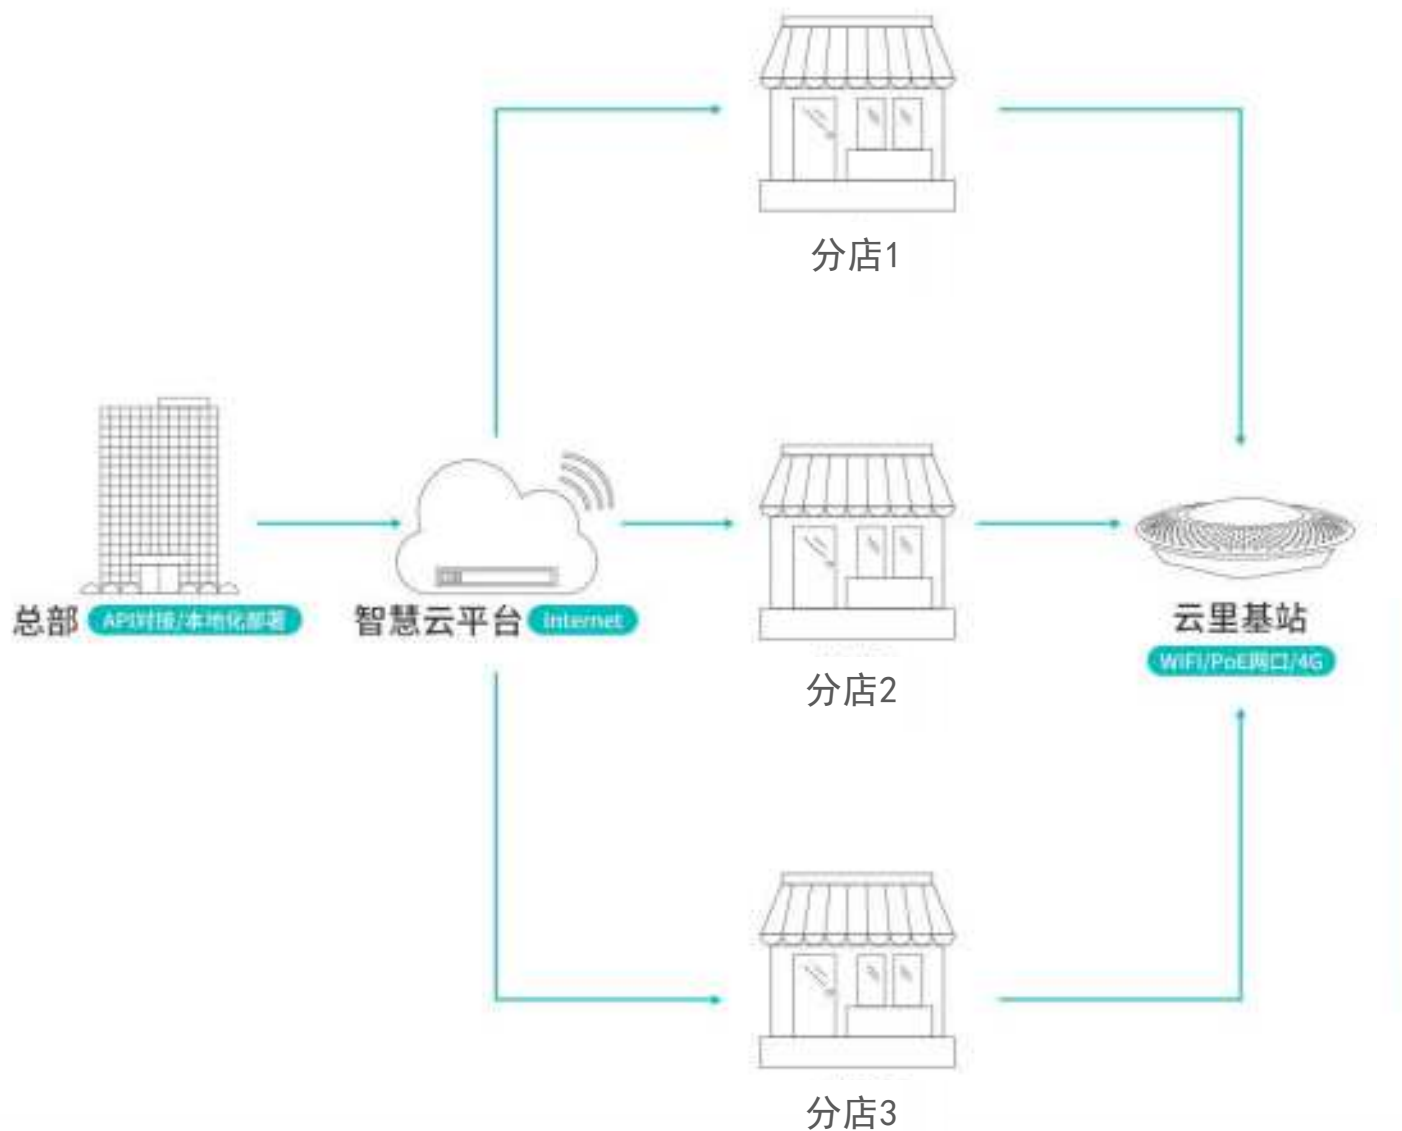 分店1
总部 API对接/本地化部署
智慧云平台 Internet
分店2
云里基站
WIFI/PoE网口/4G
分店3